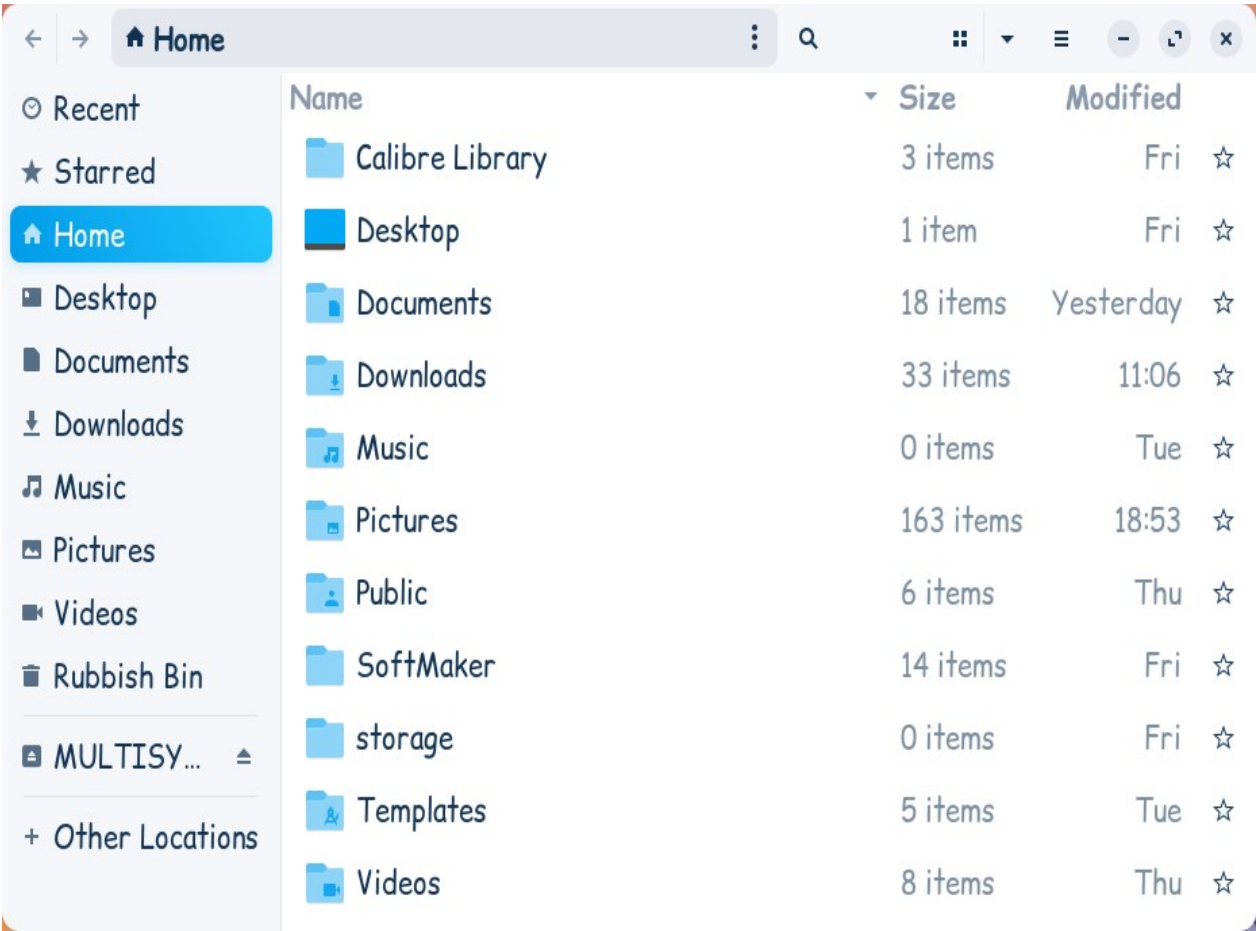 Home
Recent
Starred
Home
Desktop
Documents
Downloads
Music
Pictures
Videos
Rubbish Bin
MULTISY...
Other Locations
Name Size Modified
Calibre Library 3 items Fri
Desktop 1 item Fri
Documents 18 items Yesterday
Downloads 33 items 11:06
Music 0 items Tue
Pictures 163 items 18:53
Public 6 items Thu
SoftMaker 14 items Fri
storage 0 items Fri
Templates 5 items Tue
Videos 8 items Thu